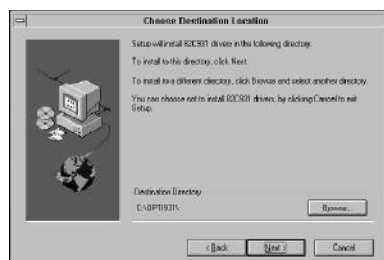 Choose Destination Location
Setup will install 82C931 drivers in the following directory.
To install to this directory, click Next.
To install to a different directory, click Browse and select another directory.
You can choose not to install 82C931 drivers, by clicking Cancel to exit
Setup.
Destination Directory
C:\OPTI931\
Browse...
< Back
Next >
Cancel